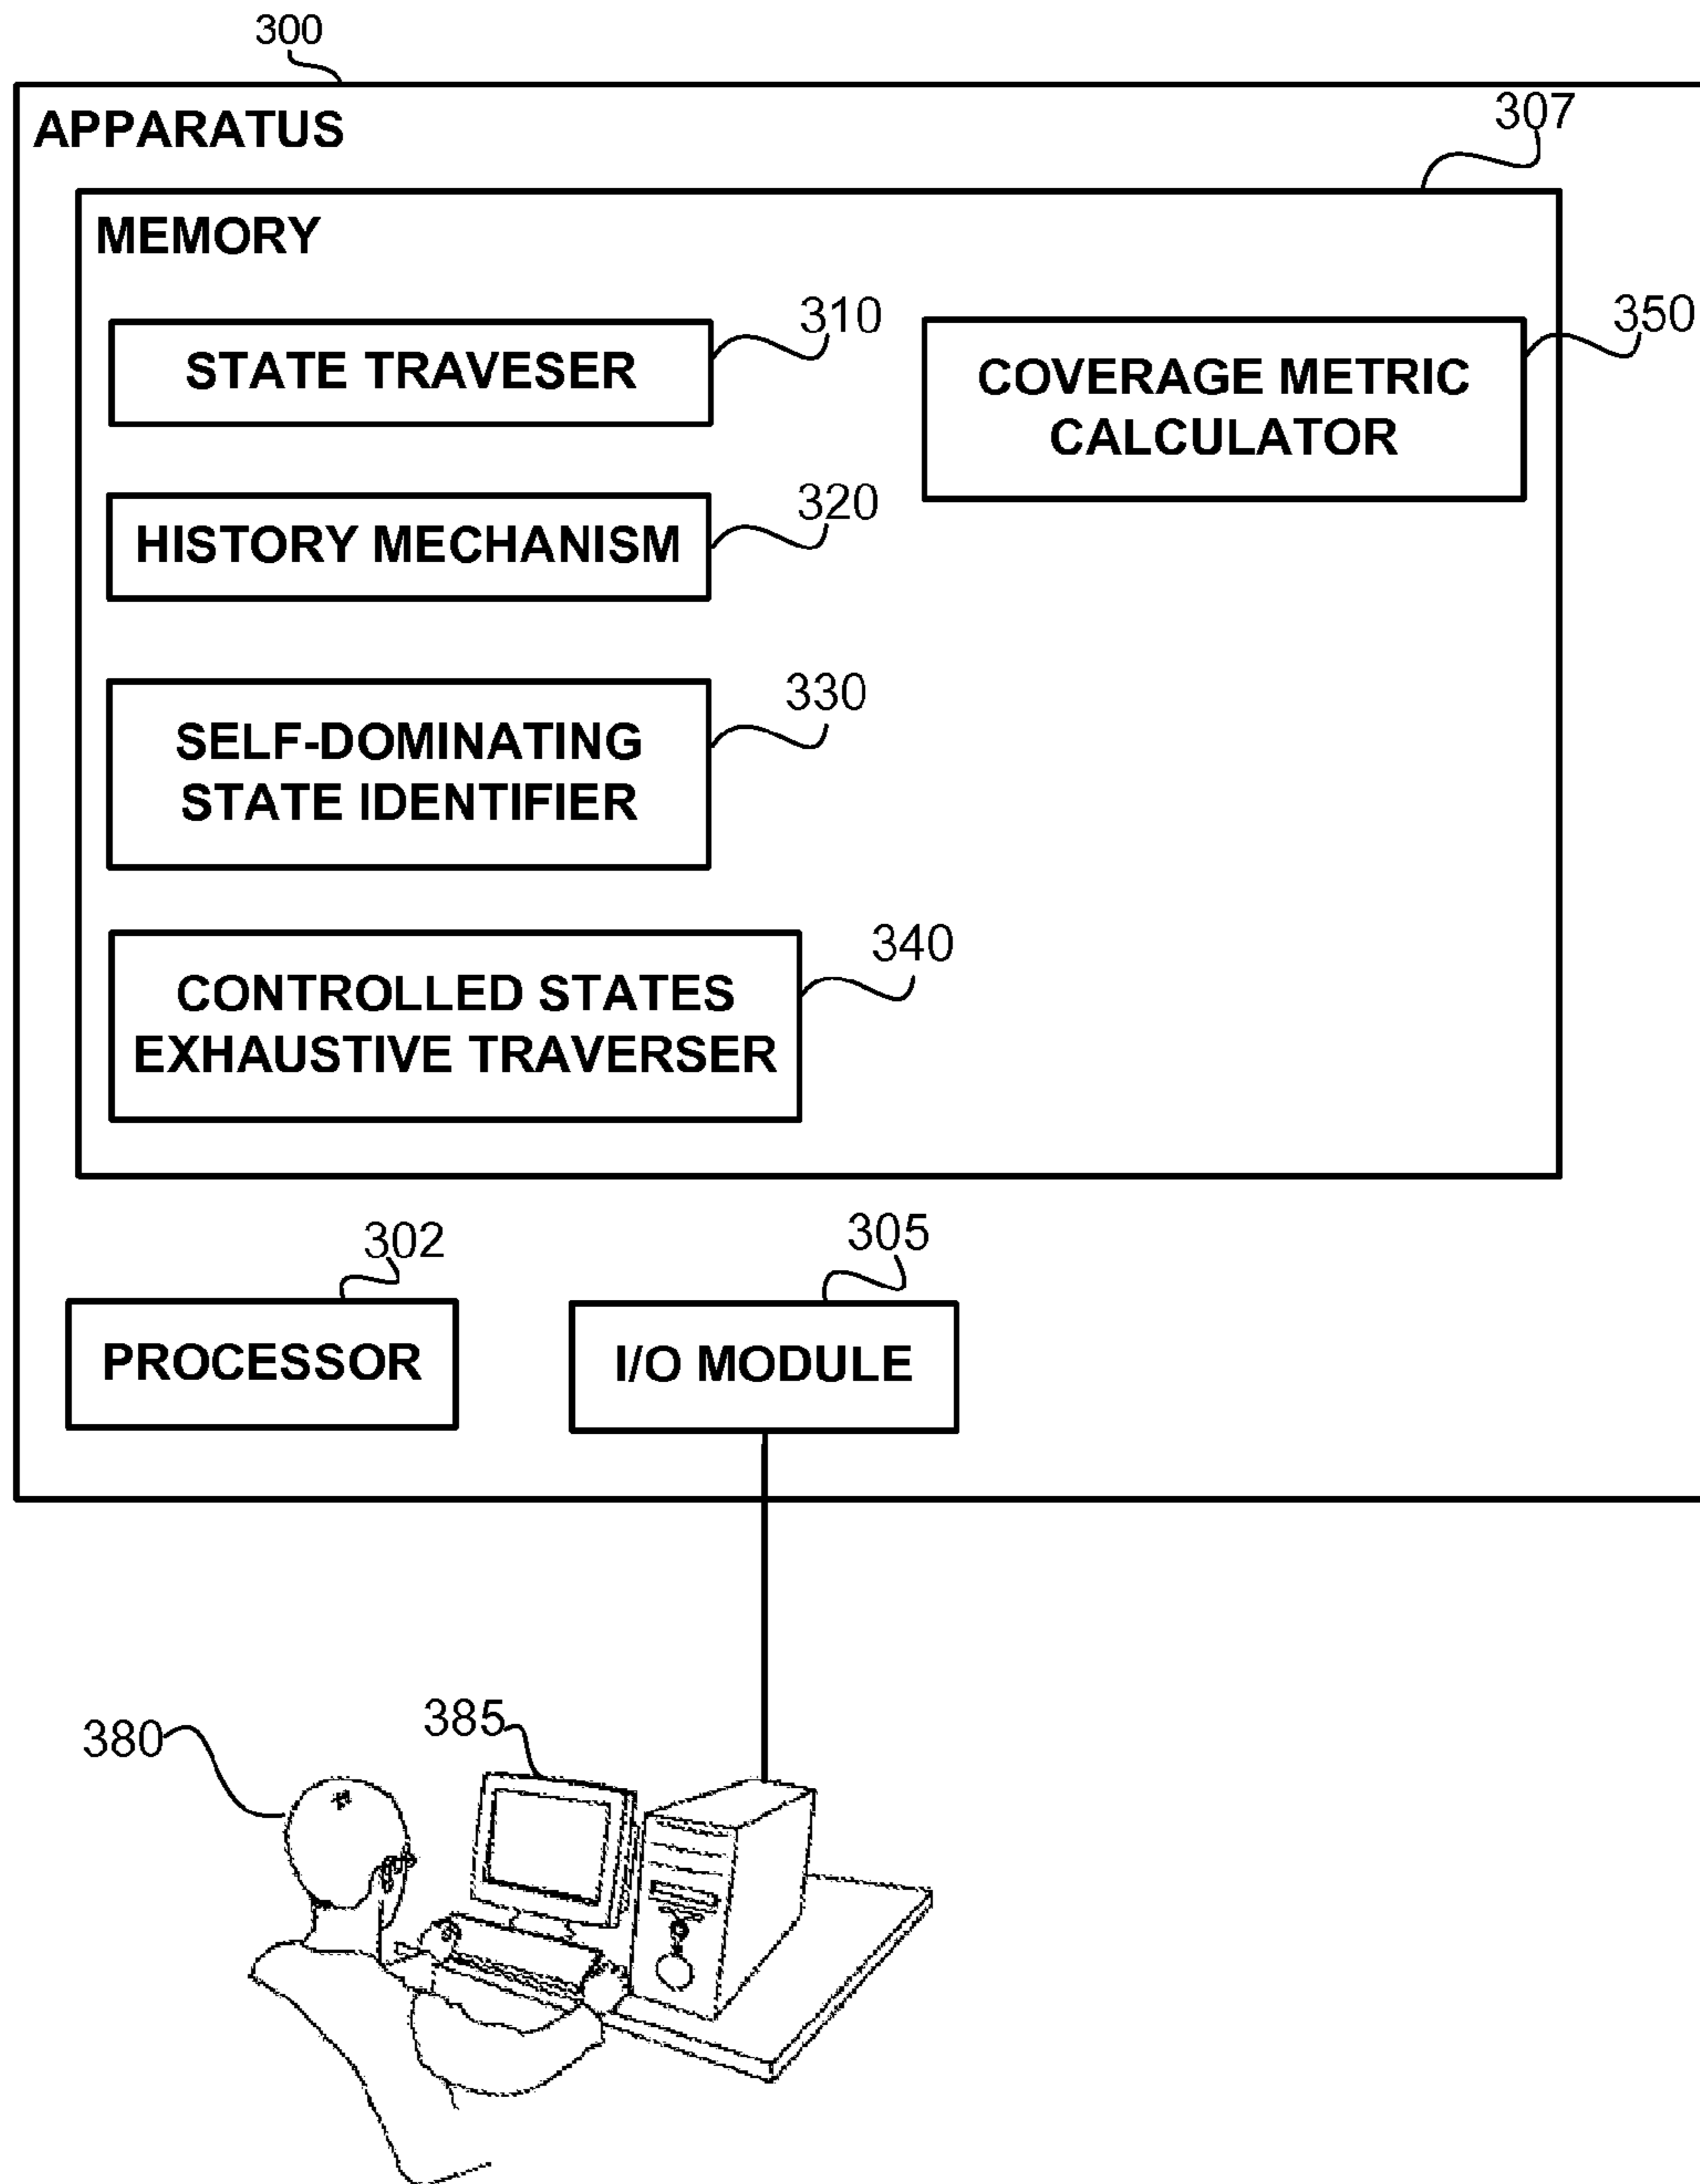 300
APPARATUS
307
MEMORY
310
STATE TRAVESER
350
COVERAGE METRIC
CALCULATOR
320
HISTORY MECHANISM
330
SELF-DOMINATING
STATE IDENTIFIER
340
CONTROLLED STATES
EXHAUSTIVE TRAVERSER
302
PROCESSOR
305
I/O MODULE
380
385